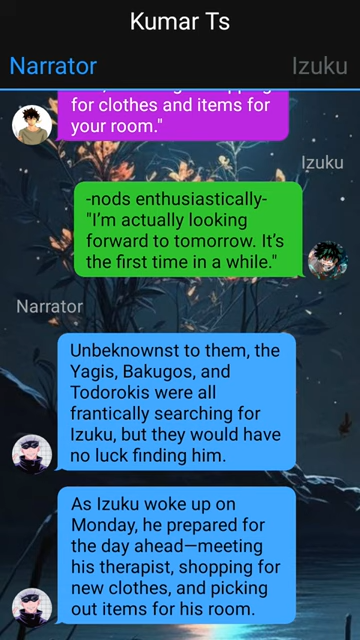 Kumar Ts
Narrator
Izuku
for clothes and items for
your room."
Izuku
-nods enthusiastically-
"I'm actually looking
forward to tomorrow. It's
the first time in a while."
Narrator
Unbeknownst to them, the
Yagis, Bakugos, and
Todorokis were all
frantically searching for
Izuku, but they would have
no luck finding him.
As Izuku woke up on
Monday, he prepared for
the day ahead—meeting
his therapist, shopping for
new clothes, and picking
out items for his room.